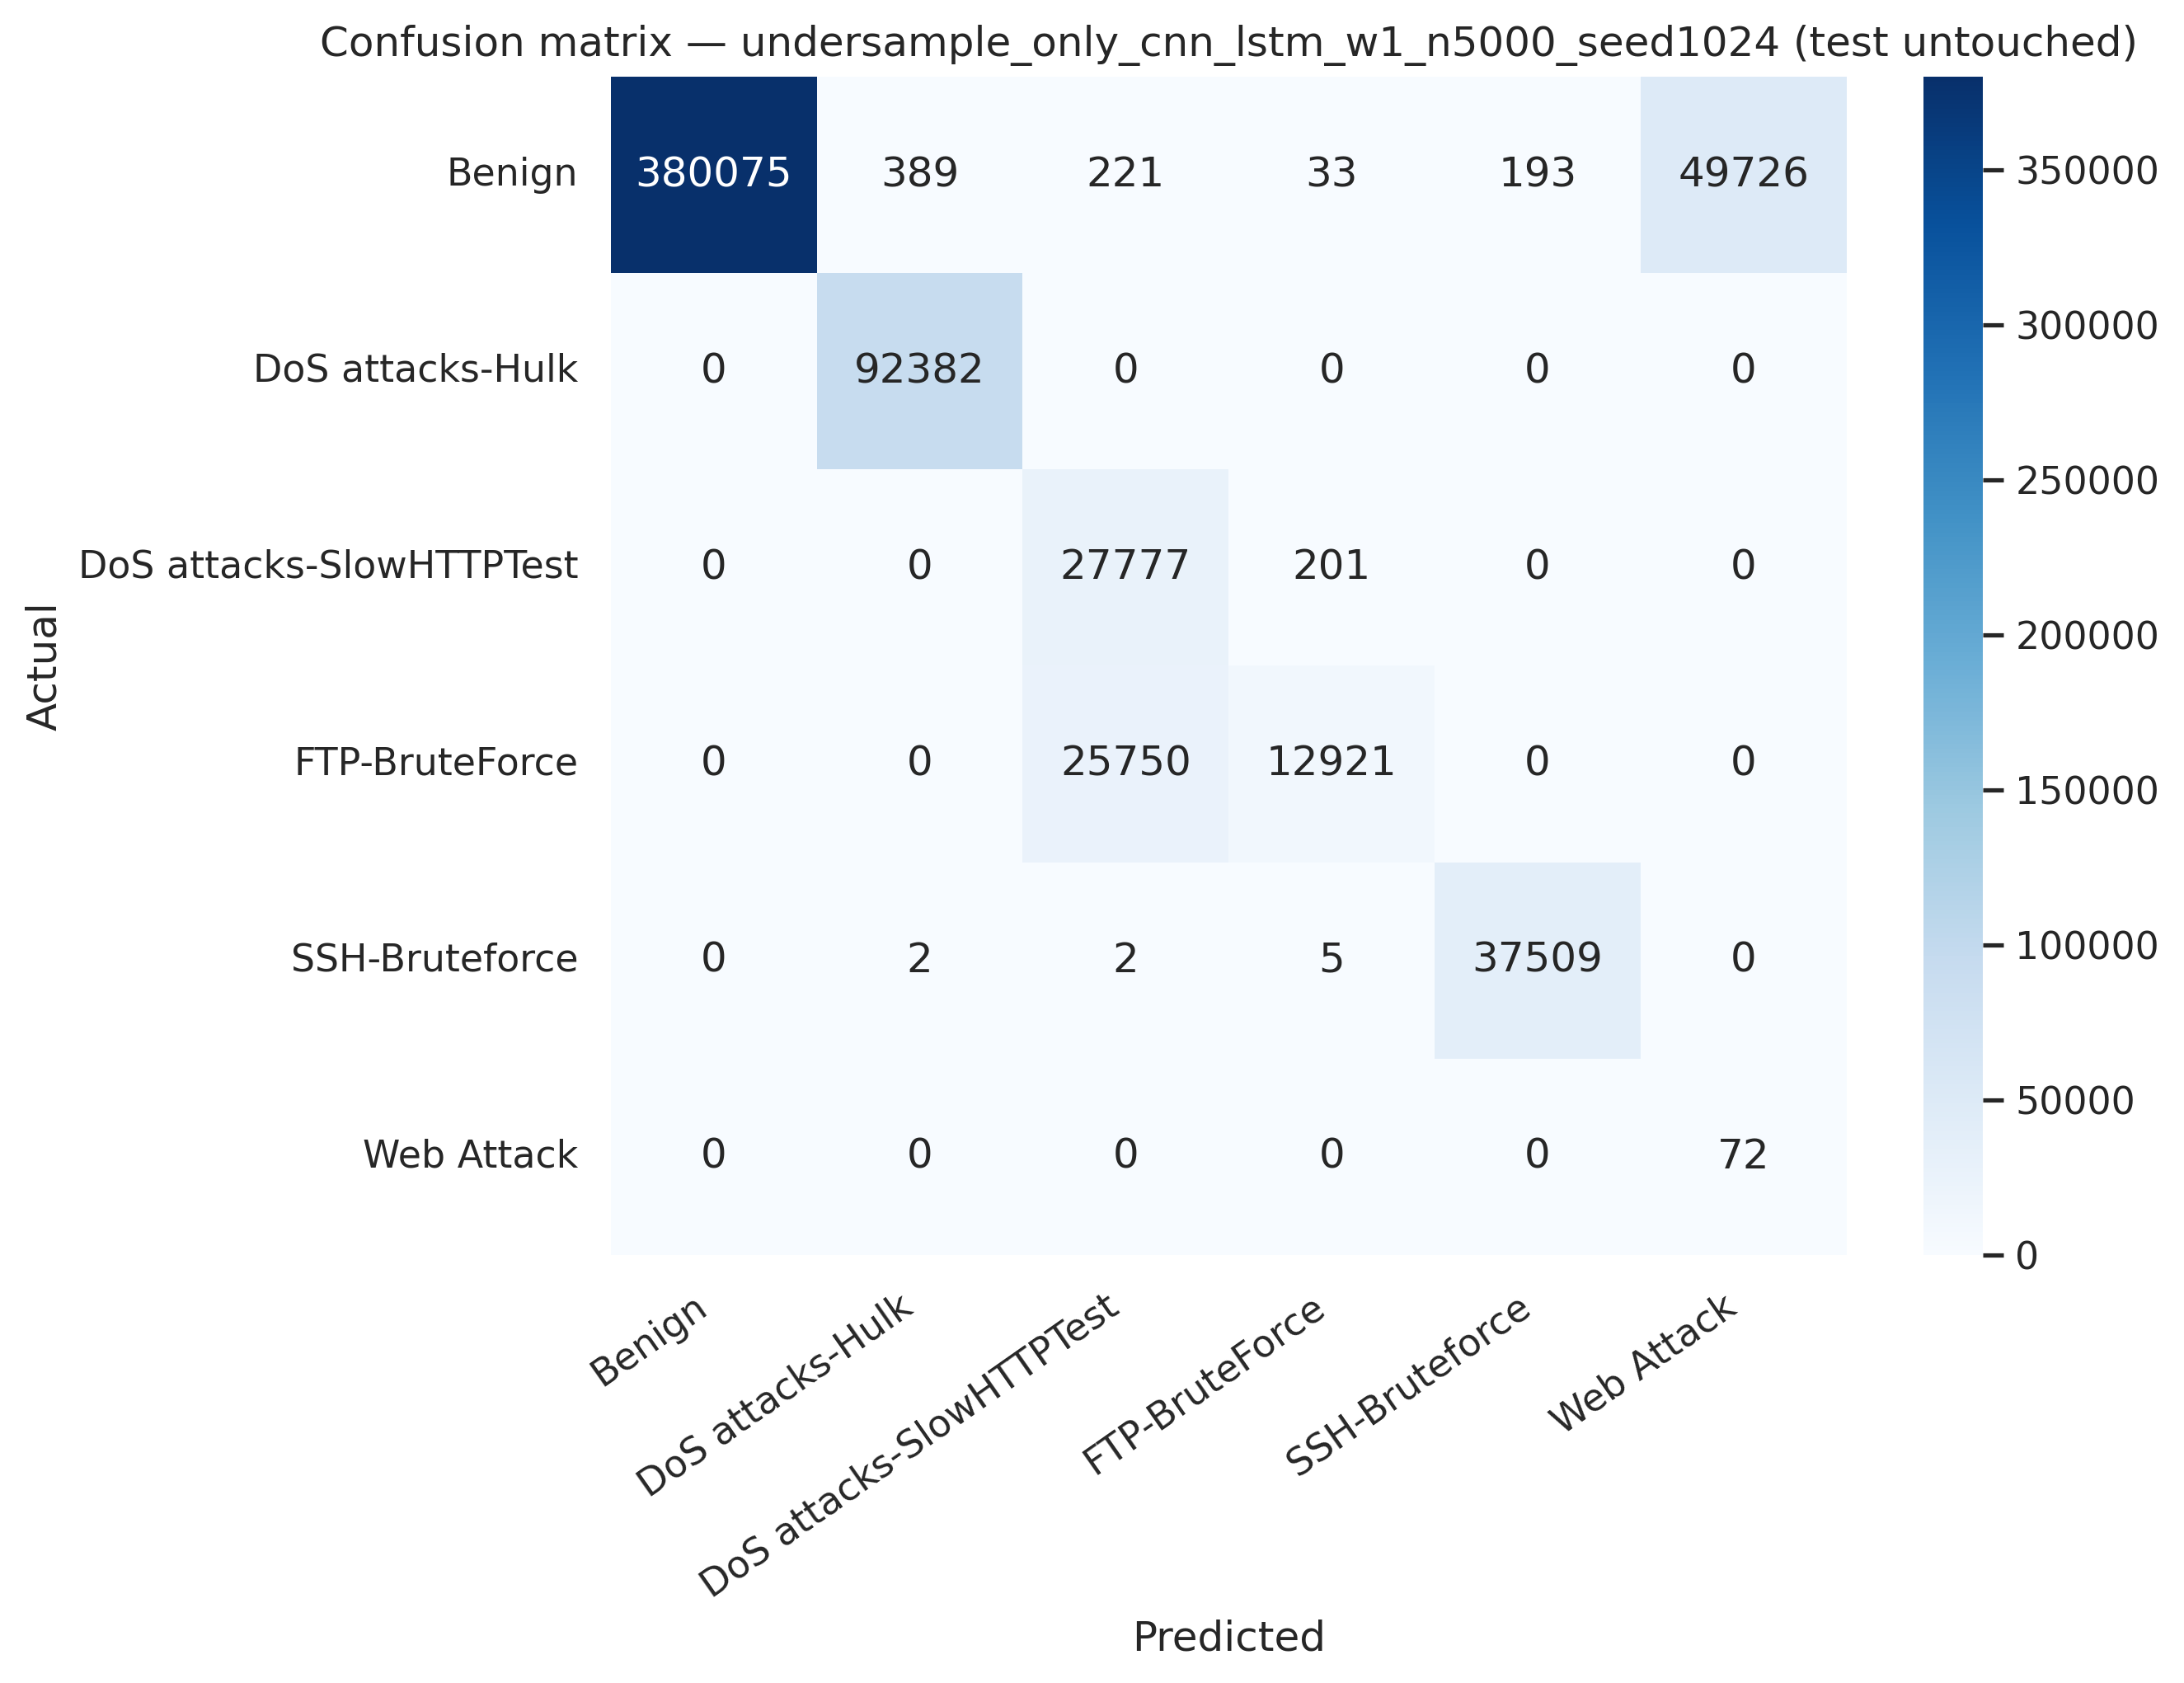 Confusion matrix — undersample_only_cnn_lstm_w1_n5000_seed1024 (test untouched)
Actual
Benign 380075 389 221 33 193 49726
DoS attacks-Hulk 0 92382 0 0 0 0
DoS attacks-SlowHTTPTest 0 0 27777 201 0 0
FTP-BruteForce 0 0 25750 12921 0 0
SSH-Bruteforce 0 2 2 5 37509 0
Web Attack 0 0 0 0 0 72
Benign
DoS attacks-Hulk
DoS attacks-SlowHTTPTest
FTP-BruteForce
SSH-Bruteforce
Web Attack
Predicted
350000
300000
250000
200000
150000
100000
50000
0